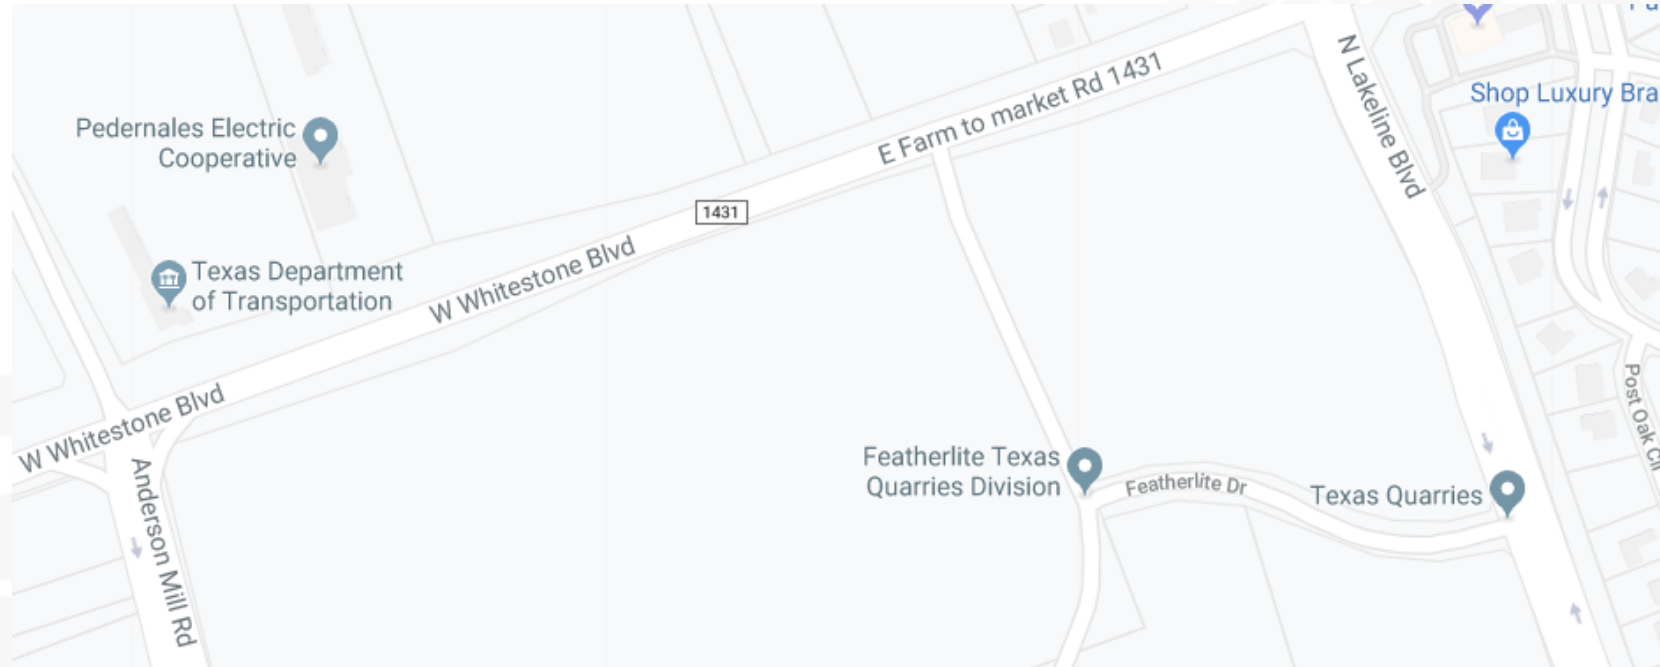 N Lakeline Blvd
E Farm to market Rd 1431
Shop Luxury Bra
Pedernales Electric
Cooperative
1431
W Whitestone Blvd
Texas Department
of Transportation
W Whitestone Blvd
Post Oak Cir
Anderson Mill Rd
Featherlite Texas
Quarries Division
Featherlite Dr
Texas Quarries